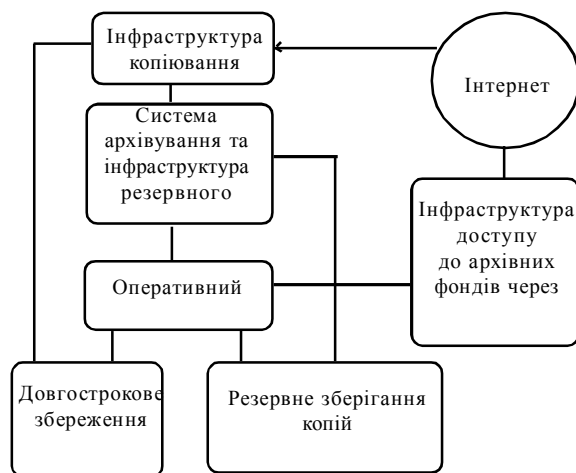 Інфраструктура
копіювання
Інтернет
Система
архівування та
інфраструктура
резервного
Інфраструктура
доступу
до архівних
фондів через
Оперативний
Довгострокове
збереження
Резервне зберігання
копій